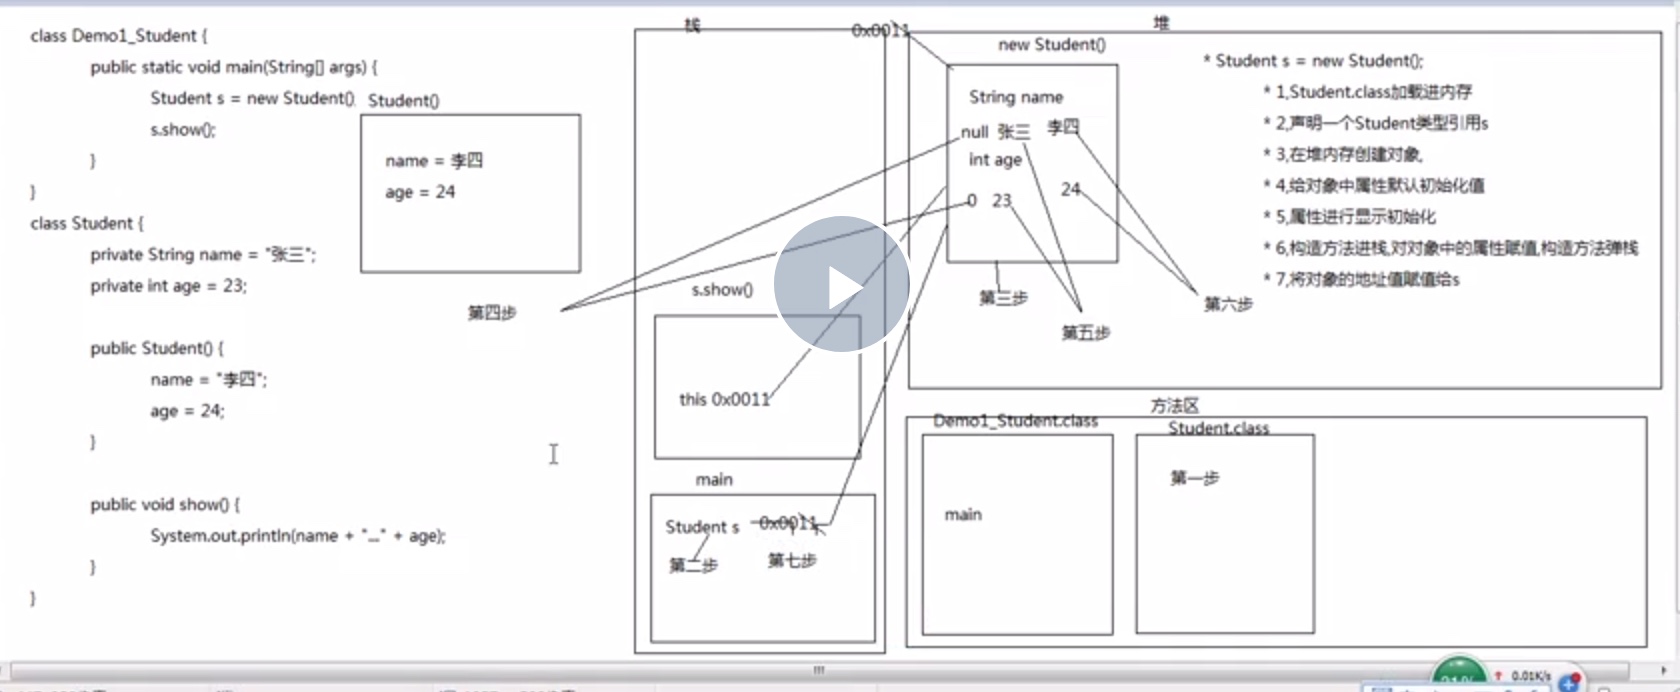 class Demo1_Student {
public static void main(String[] args) {
Student s = new Student()
s.show();
}
}
class Student {
private String name = "张三";
private int age = 23;
public Student() {
name = "李四";
age = 24;
}
public void show() {
System.out.println(name + "..." + age);
}
}
Student()
name = 李四
age = 24
第四步
栈
s.show()
this 0x0011
main
Student s 0x0011
第二步 第七步
堆
0x0011
new Student()
String name
null 张三 李四
int age
0 23 24
第三步
第五步
第六步
* Student s = new Student();
* 1,Student.class加载进内存
* 2,声明一个Student类型引用s
* 3,在堆内存创建对象,
* 4,给对象中属性默认初始化值
* 5,属性进行显示初始化
* 6,构造方法进栈,对对象中的属性赋值,构造方法弹栈
* 7,将对象的地址值赋值给s
方法区
Demo1_Student.class
main
Student.class
第一步
0.01K/s